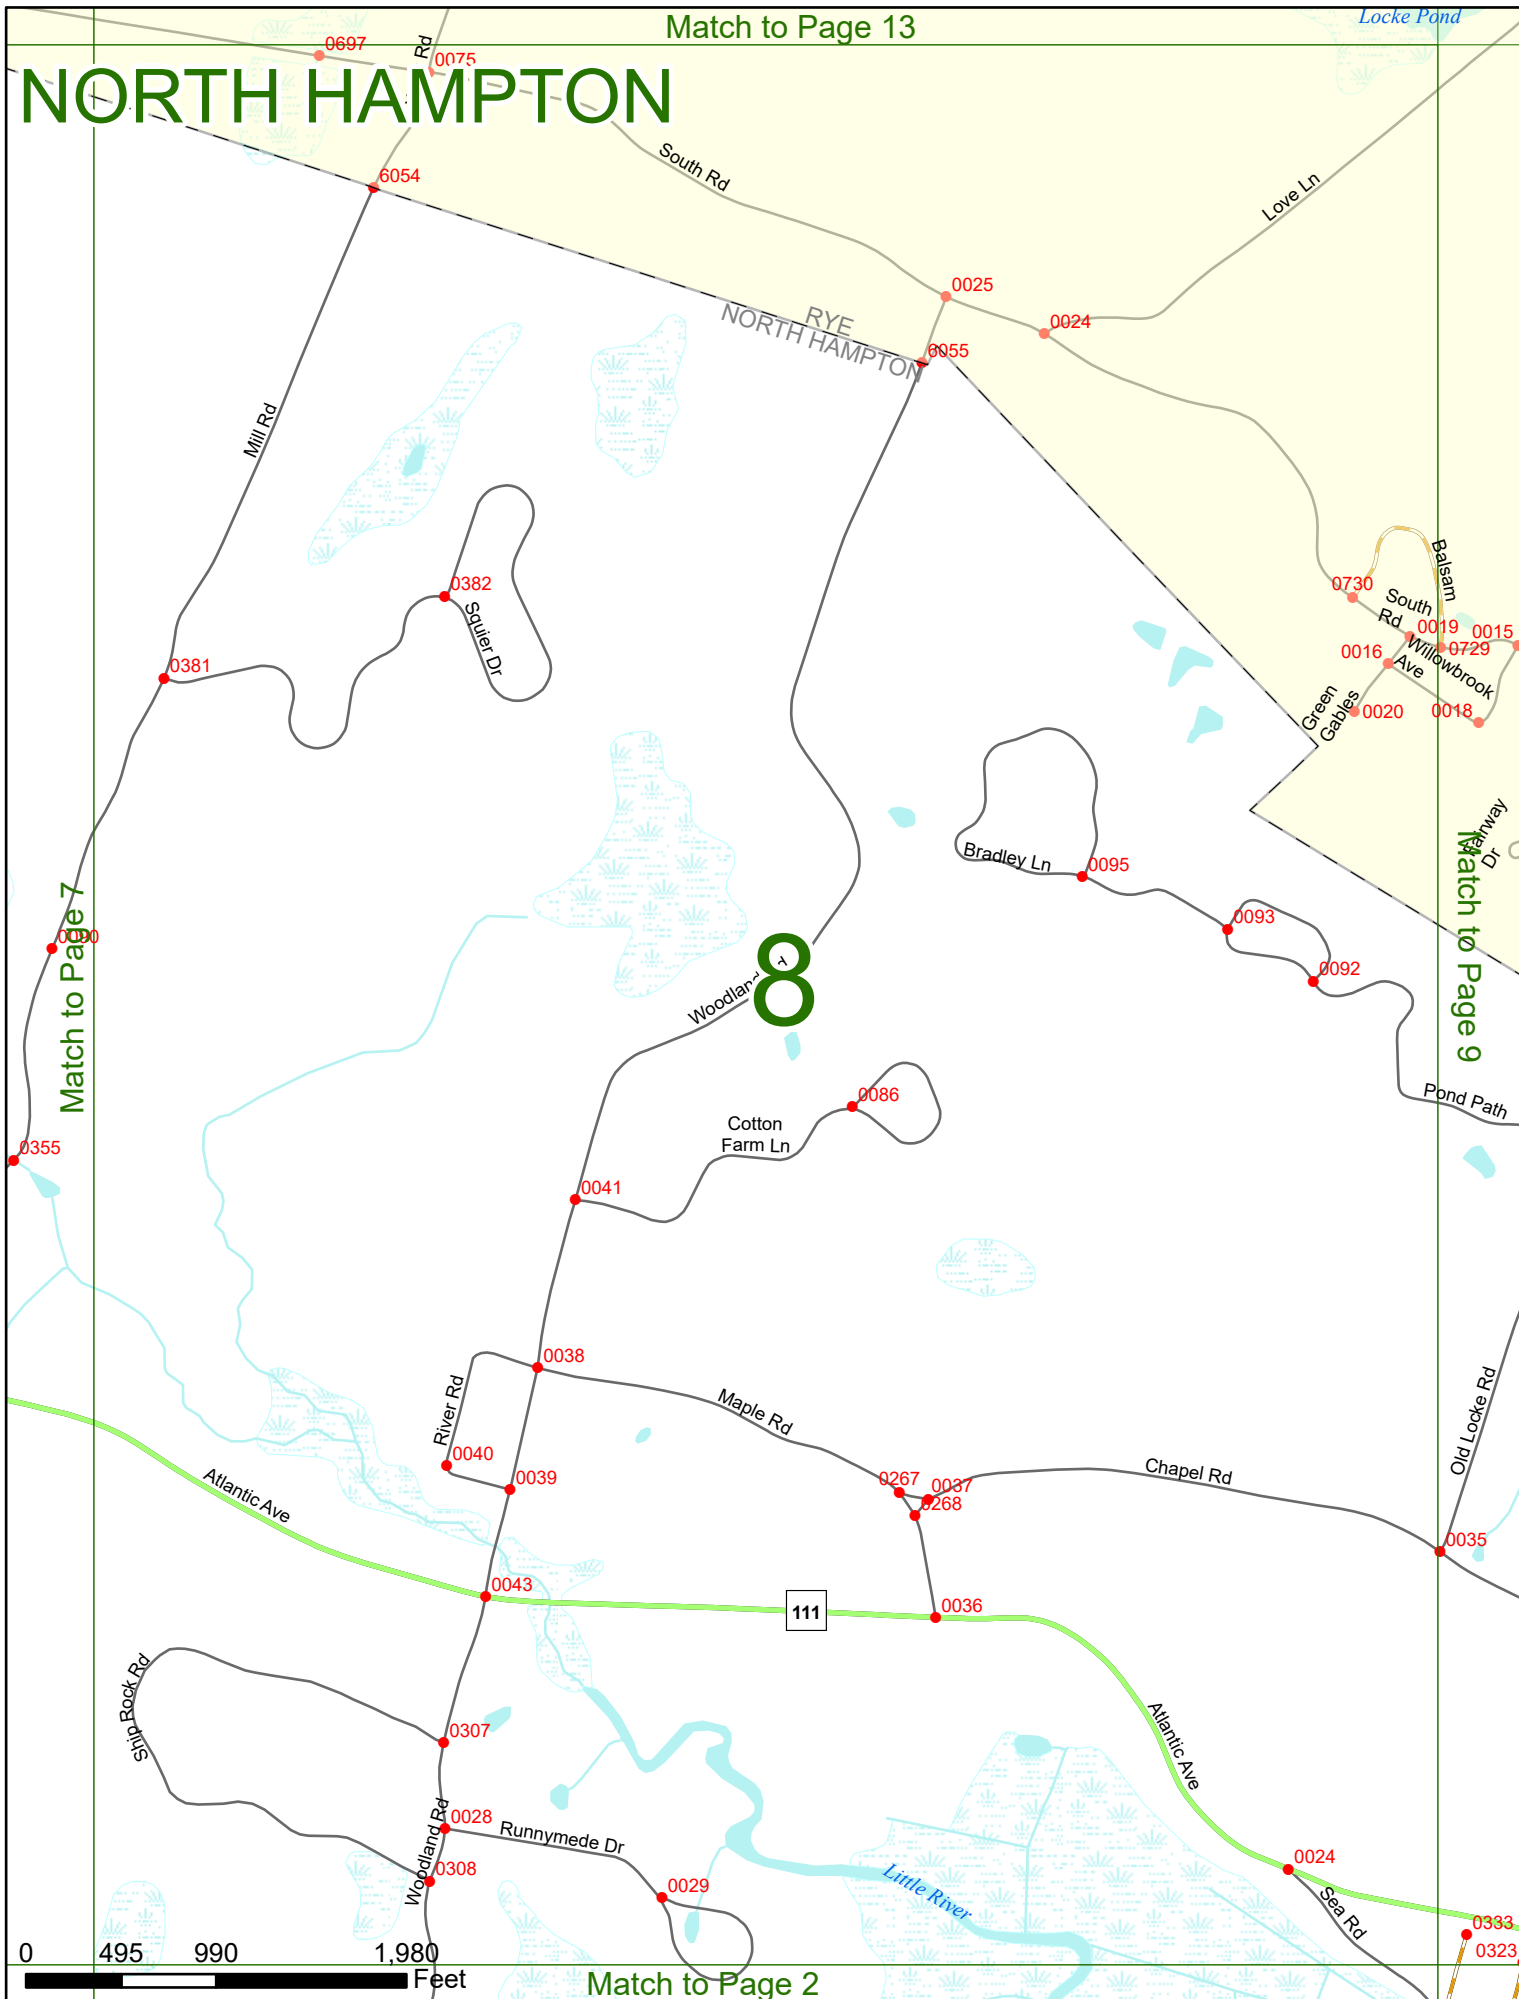 Match to Page 13
Locke Pond
0697
Rd
0075
NORTH HAMPTON
South Rd
Love Ln
6054
0025
0024
RYE
NORTH HAMPTON
6055
Mill Rd
Balsam
0730
South
Rd
0019
0015
0729
0016
Willowbrook
Ave
0382
Squier Dr
0381
Green
Gables
0020
0018
Fairway
Dr
Bradley Ln
0095
0093
0092
Match to Page 7
0090
Match to Page 9
8
Pond Path
0086
Cotton
Farm Ln
0355
0041
0038
River Rd
Maple Rd
Old Locke Rd
0040
0039
0267
0037
0268
Chapel Rd
Atlantic Ave
0035
0043
111
0036
Ship Rock Rd
0307
Atlantic Ave
Woodland Rd
0028
Runnymede Dr
0308
0029
Little River
0024
Sea Rd
0333
0323
0
495
990
1,980
Feet
Match to Page 2